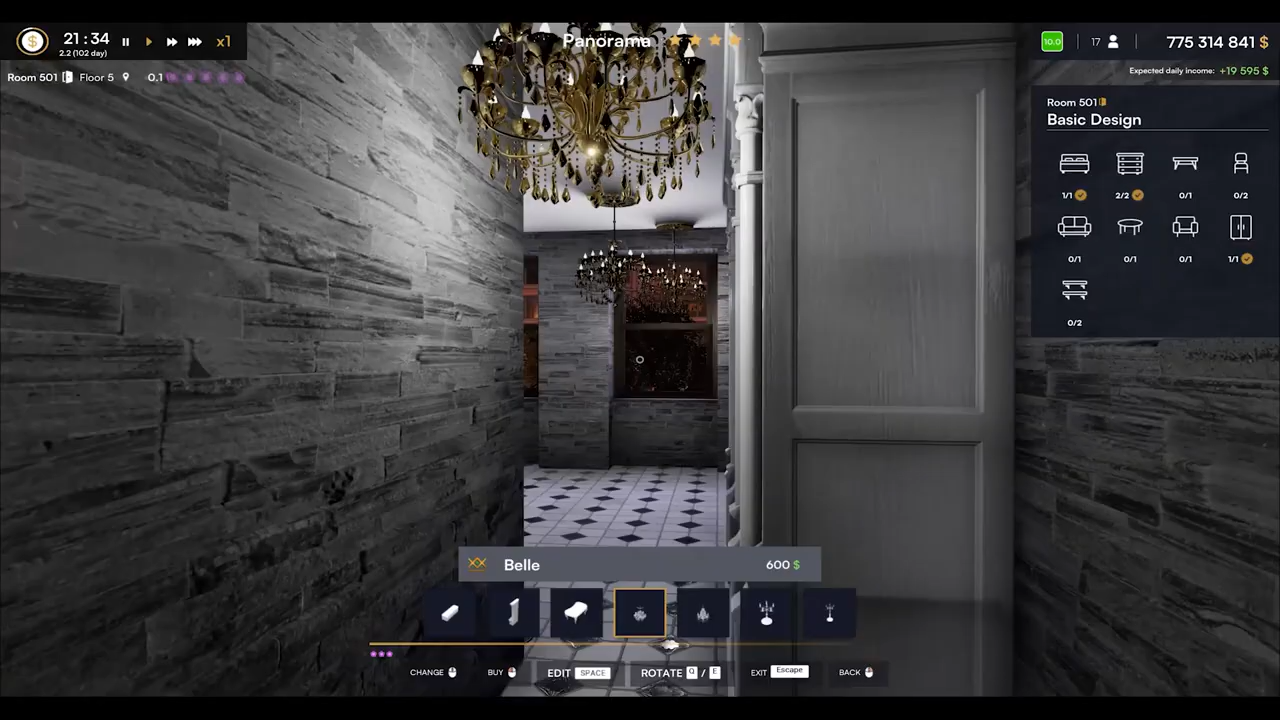 21:34
x1
2.2 (102 day)
Room 501 Floor 5 0.1
Panorama
10.0 17 775 314 841 $
Expected daily income: +19 595 $
Room 501
Basic Design
1/1 2/2 0/1 0/2
0/1 0/1 0/1 1/1
0/2
Belle 600 $
CHANGE BUY EDIT SPACE ROTATE Q / E EXIT Escape BACK